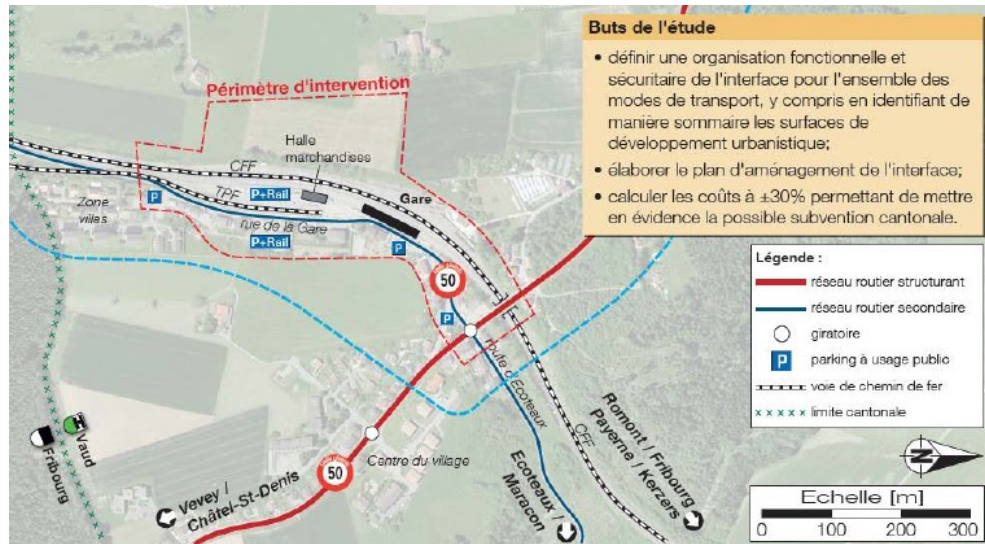 Buts de l'étude
• définir une organisation fonctionnelle et
sécuritaire de l'interface pour l'ensemble des
modes de transport, y compris en identifiant de
manière sommaire les surfaces de
développement urbanistique;
• élaborer le plan d'aménagement de l'interface;
• calculer les coûts à ±30% permettant de mettre
en évidence la possible subvention cantonale.
Périmètre d'intervention
Halle
marchandises
CFF
TPF
P+Rail
Gare
P
Zone
villas
rue de la Gare
P+Rail
P
50
P
route d'Ecoteaux
CFF
Centre du village
50
Vevey /
Châtel-St-Denis
Ecoteaux /
Maracon
Romont / Fribourg
Payerne / Kerzers
Vaud
Fribourg
Légende :
réseau routier structurant
réseau routier secondaire
giratoire
P
parking à usage public
voie de chemin de fer
limite cantonale
N
Echelle [m]
0 100 200 300